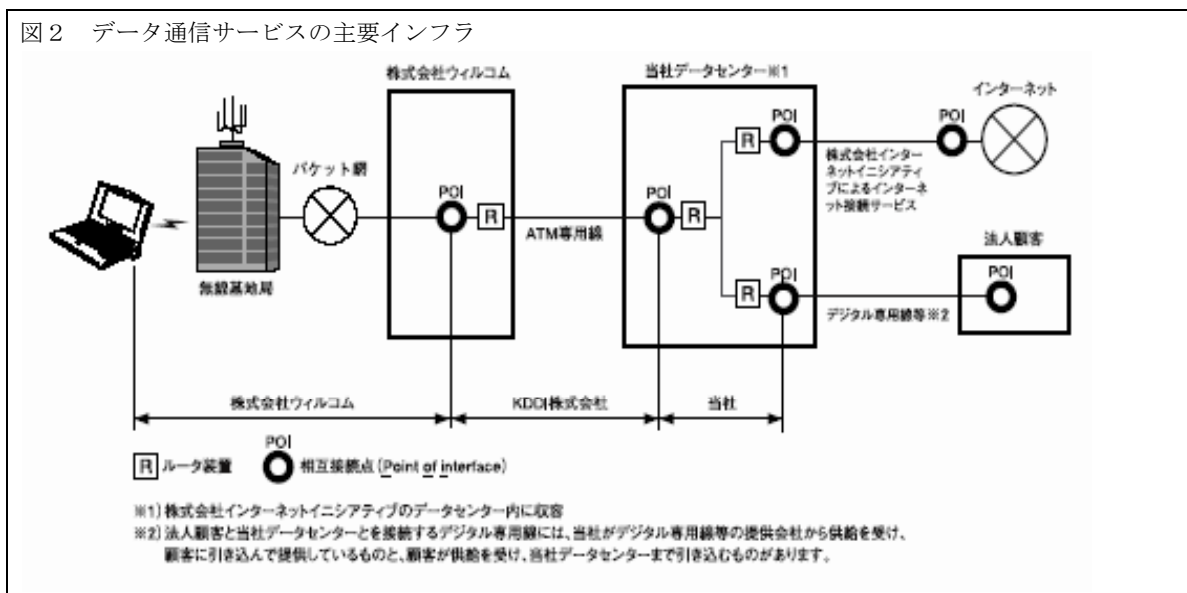 図2 データ通信サービスの主要インフラ
株式会社ウィルコム
当社データセンター※1
インターネット
POI
POI
R
パケット網
株式会社インター
ネットイニシアティ
ブによるインターネ
ット接続サービス
POI
R
ATM専用線
POI
R
法人顧客
無線基地局
R
POI
POI
デジタル専用線等※2
株式会社ウィルコム
KDDI株式会社
当社
R ルータ装置
POI
相互接続点(Point of interface)
※1)株式会社インターネットイニシアティブのデータセンター内に収容
※2)法人顧客と当社データセンターとを接続するデジタル専用線には、当社がデジタル専用線等の提供会社から供給を受け、
顧客に引き込んで提供しているものと、顧客が供給を受け、当社データセンターまで引き込むものがあります。